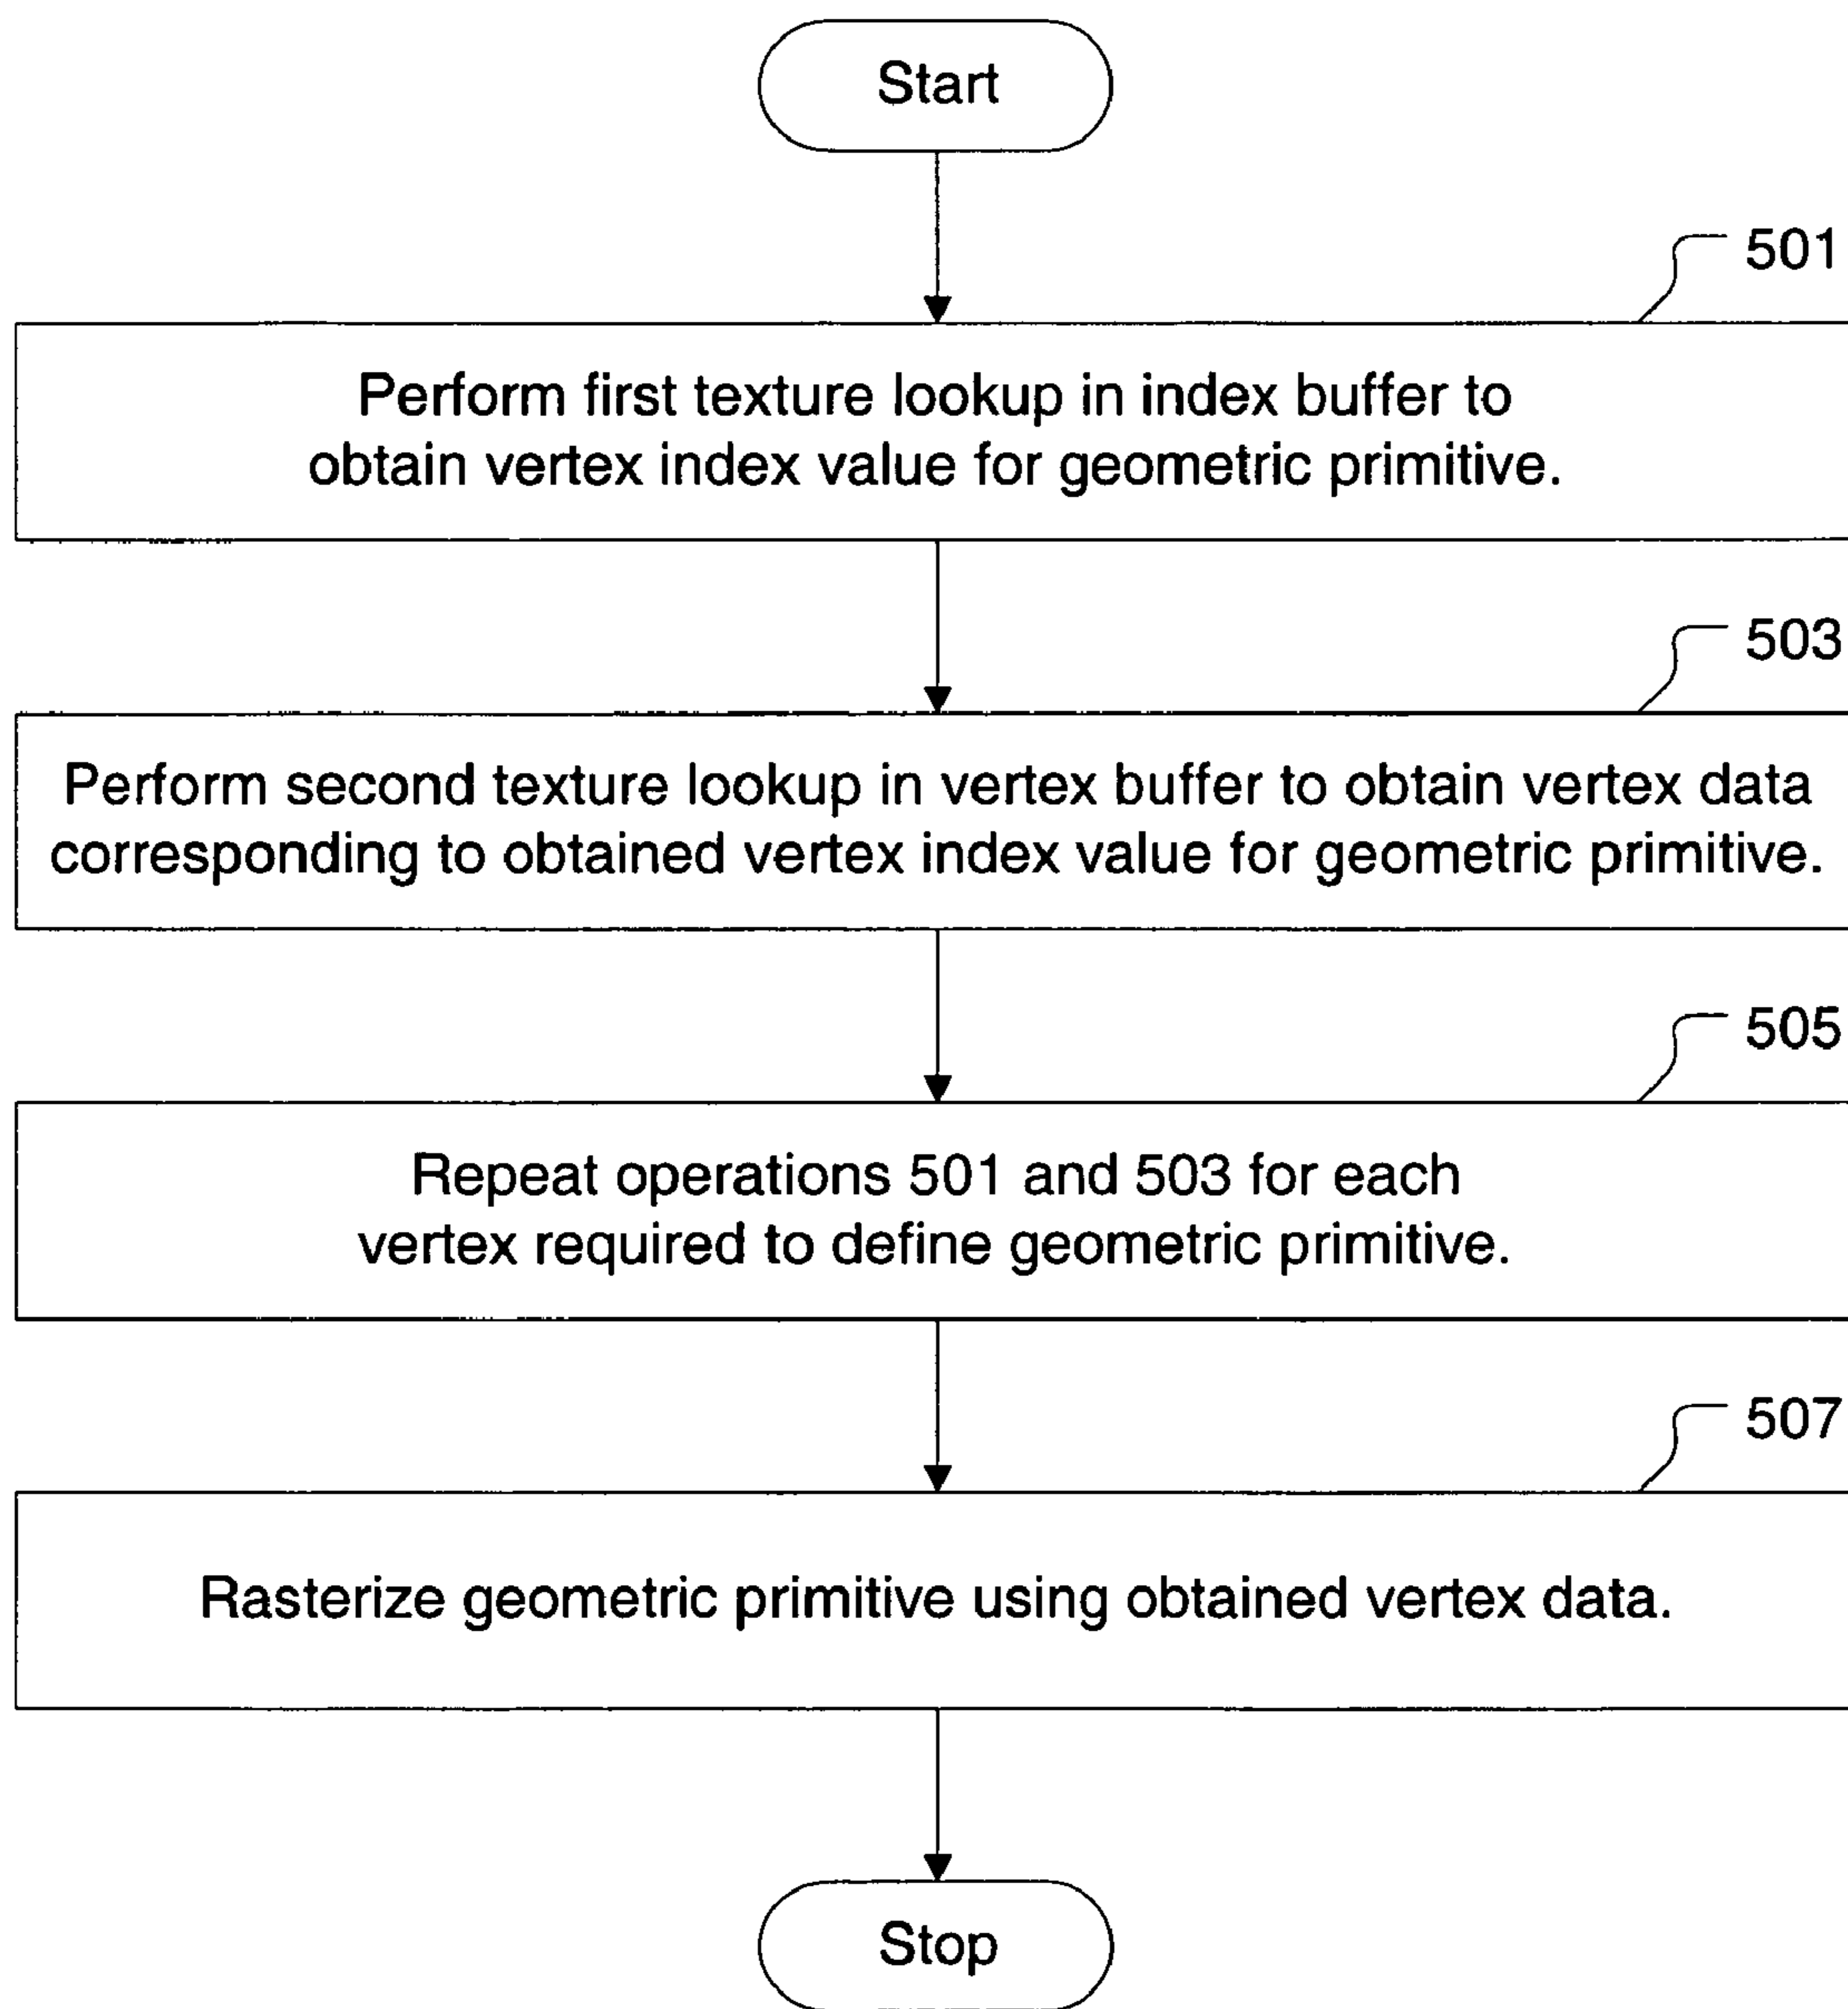 Start
501
Perform first texture lookup in index buffer to
obtain vertex index value for geometric primitive.
503
Perform second texture lookup in vertex buffer to obtain vertex data
corresponding to obtained vertex index value for geometric primitive.
505
Repeat operations 501 and 503 for each
vertex required to define geometric primitive.
507
Rasterize geometric primitive using obtained vertex data.
Stop